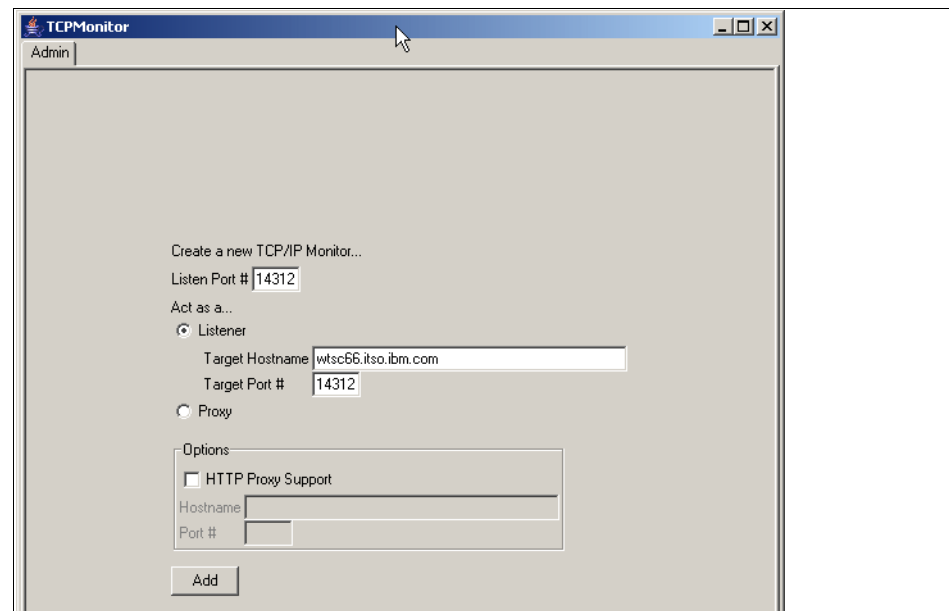 TCPMonitor
Admin
Create a new TCP/IP Monitor...
Listen Port # 14312
Act as a...
Listener
Target Hostname wtsc66.itso.ibm.com
Target Port # 14312
Proxy
Options
HTTP Proxy Support
Hostname
Port #
Add